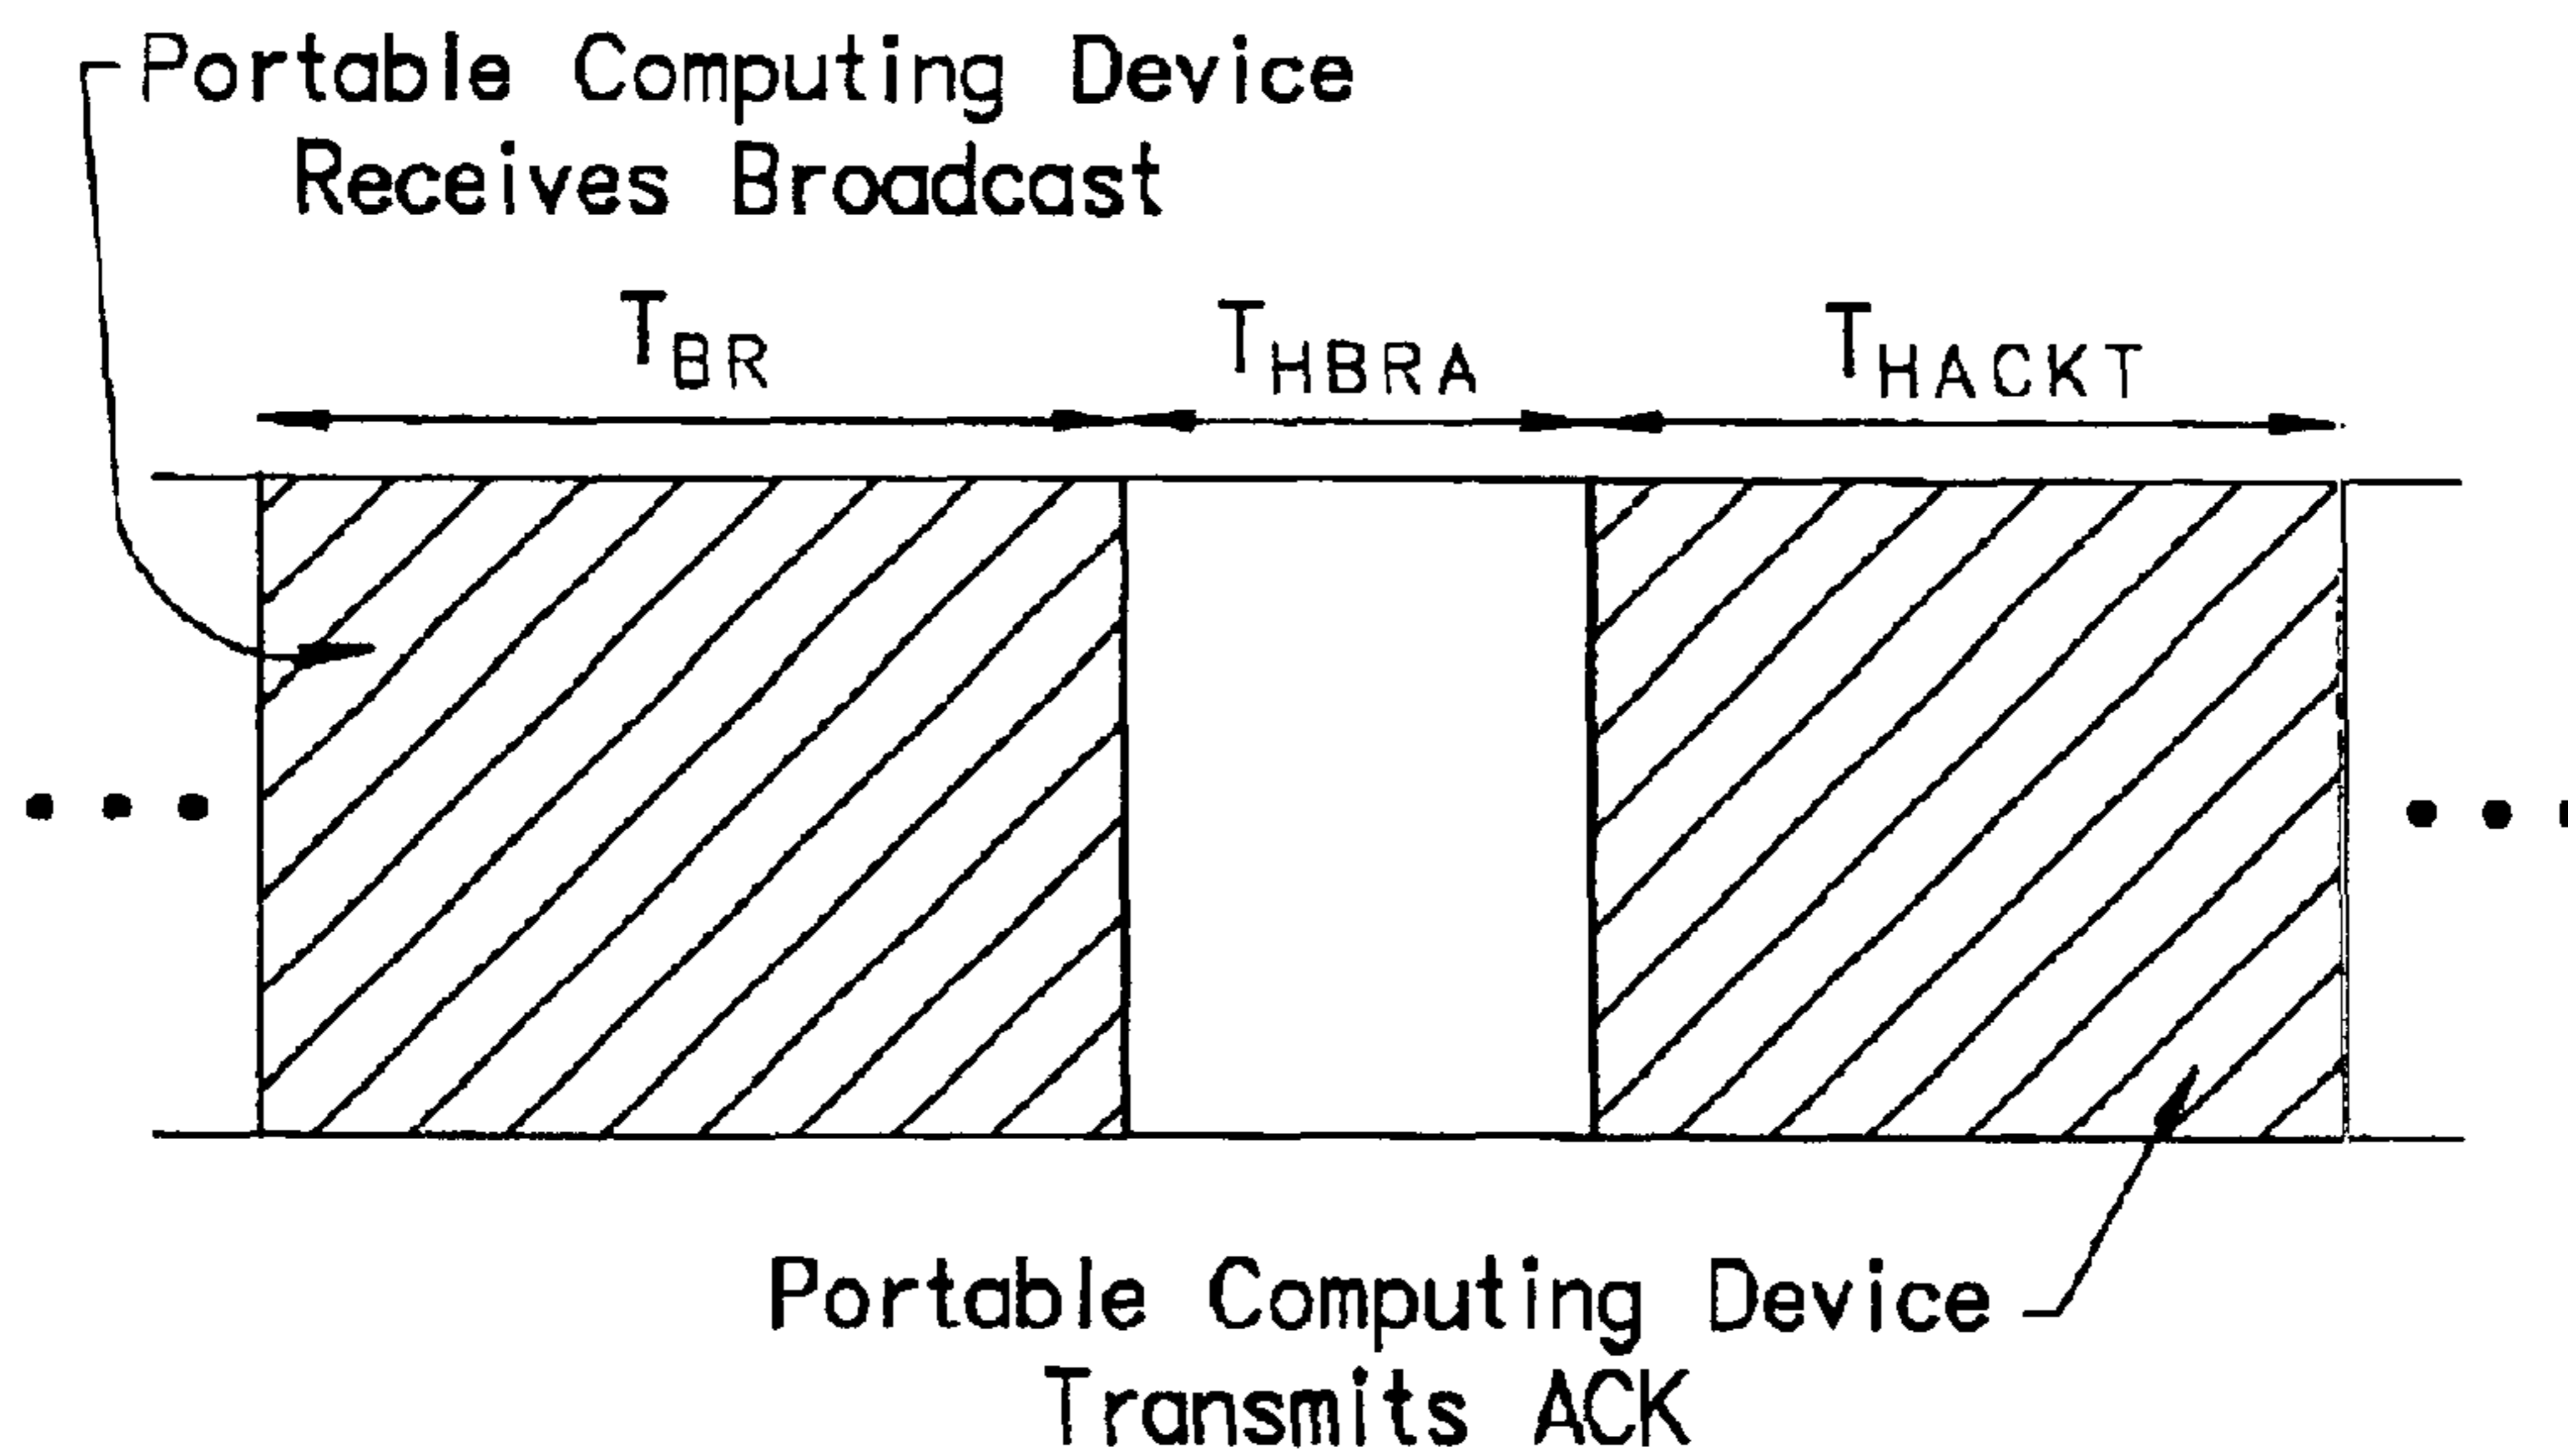 Portable Computing Device
Receives Broadcast
TBR THBRA THACKT
Portable Computing Device
Transmits ACK